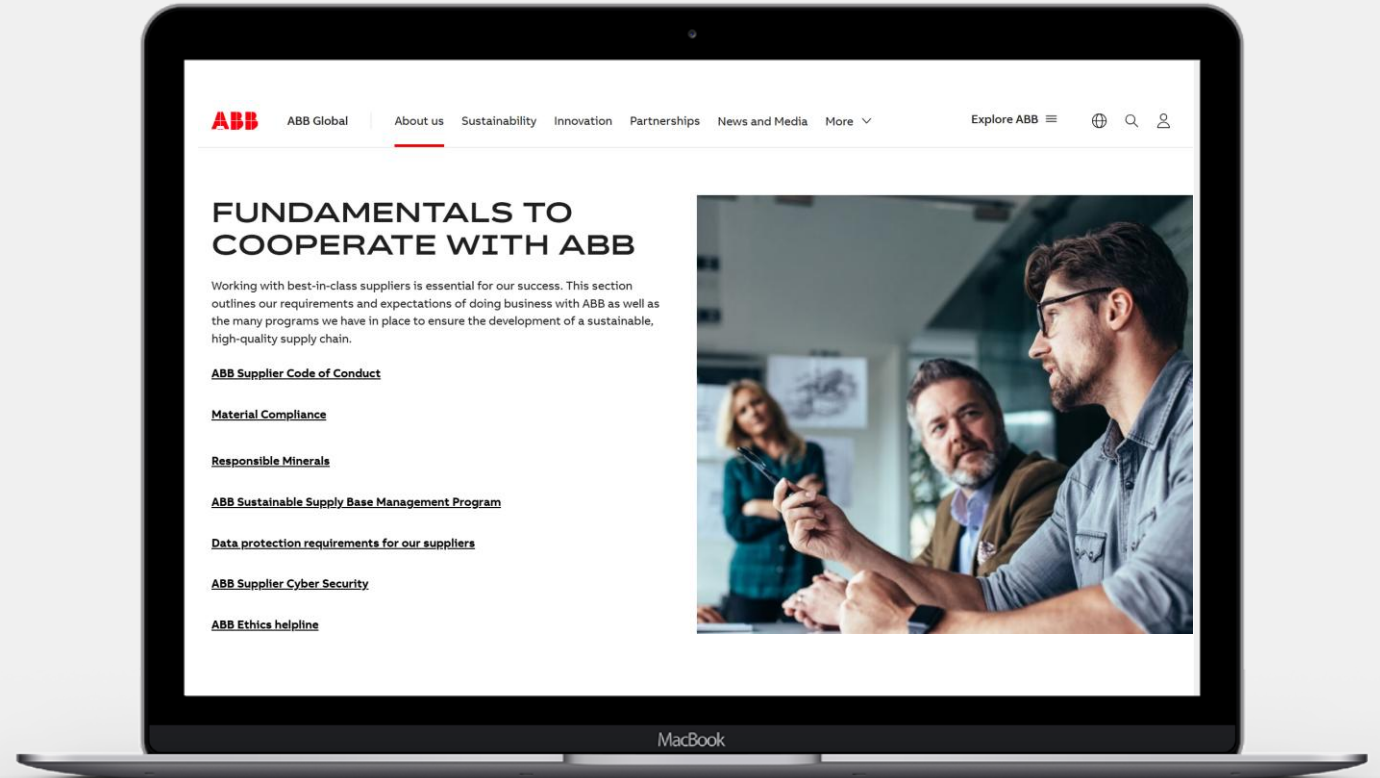 ABB
ABB Global
About us
Sustainability
Innovation
Partnerships
News and Media
More
Explore ABB
FUNDAMENTALS TO
COOPERATE WITH ABB
Working with best-in-class suppliers is essential for our success. This section
outlines our requirements and expectations of doing business with ABB as well as
the many programs we have in place to ensure the development of a sustainable,
high-quality supply chain.
ABB Supplier Code of Conduct
Material Compliance
Responsible Minerals
ABB Sustainable Supply Base Management Program
Data protection requirements for our suppliers
ABB Supplier Cyber Security
ABB Ethics helpline
MacBook